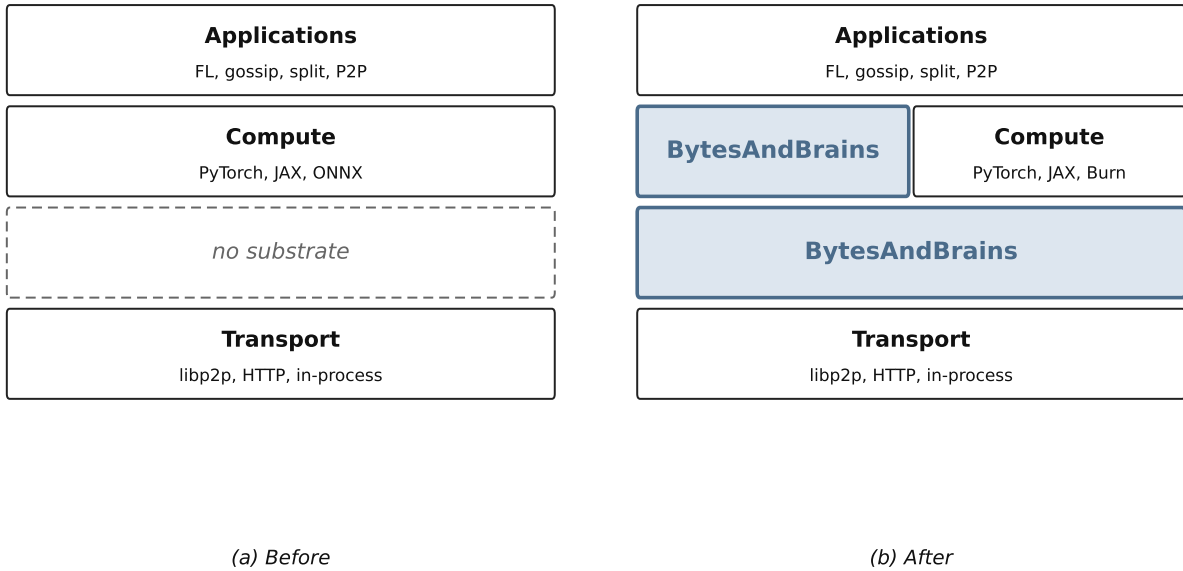 Applications
FL, gossip, split, P2P
Compute
PyTorch, JAX, ONNX
no substrate
Transport
libp2p, HTTP, in-process
(a) Before
Applications
FL, gossip, split, P2P
BytesAndBrains
Compute
PyTorch, JAX, Burn
BytesAndBrains
Transport
libp2p, HTTP, in-process
(b) After